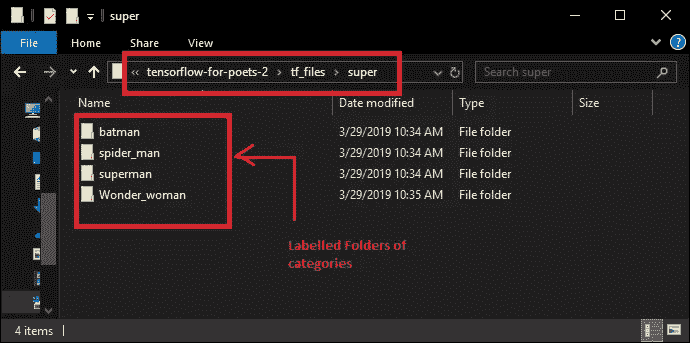 super
File
Home
Share
View
« tensorflow-for-poets-2 > tf_files > super
Search super
Name
Date modified
Type
Size
batman
3/29/2019 10:34 AM
File folder
spider_man
3/29/2019 10:34 AM
File folder
superman
3/29/2019 10:34 AM
File folder
Wonder_woman
3/29/2019 10:35 AM
File folder
Labelled Folders of
categories
4 items